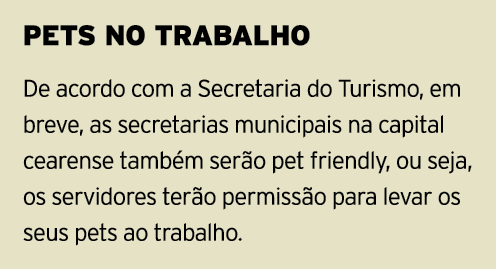 PETS NO TRABALHO
De acordo com a Secretaria do Turismo, em
breve, as secretarias municipais na capital
cearense também serão pet friendly, ou seja,
os servidores terão permissão para levar os
seus pets ao trabalho.